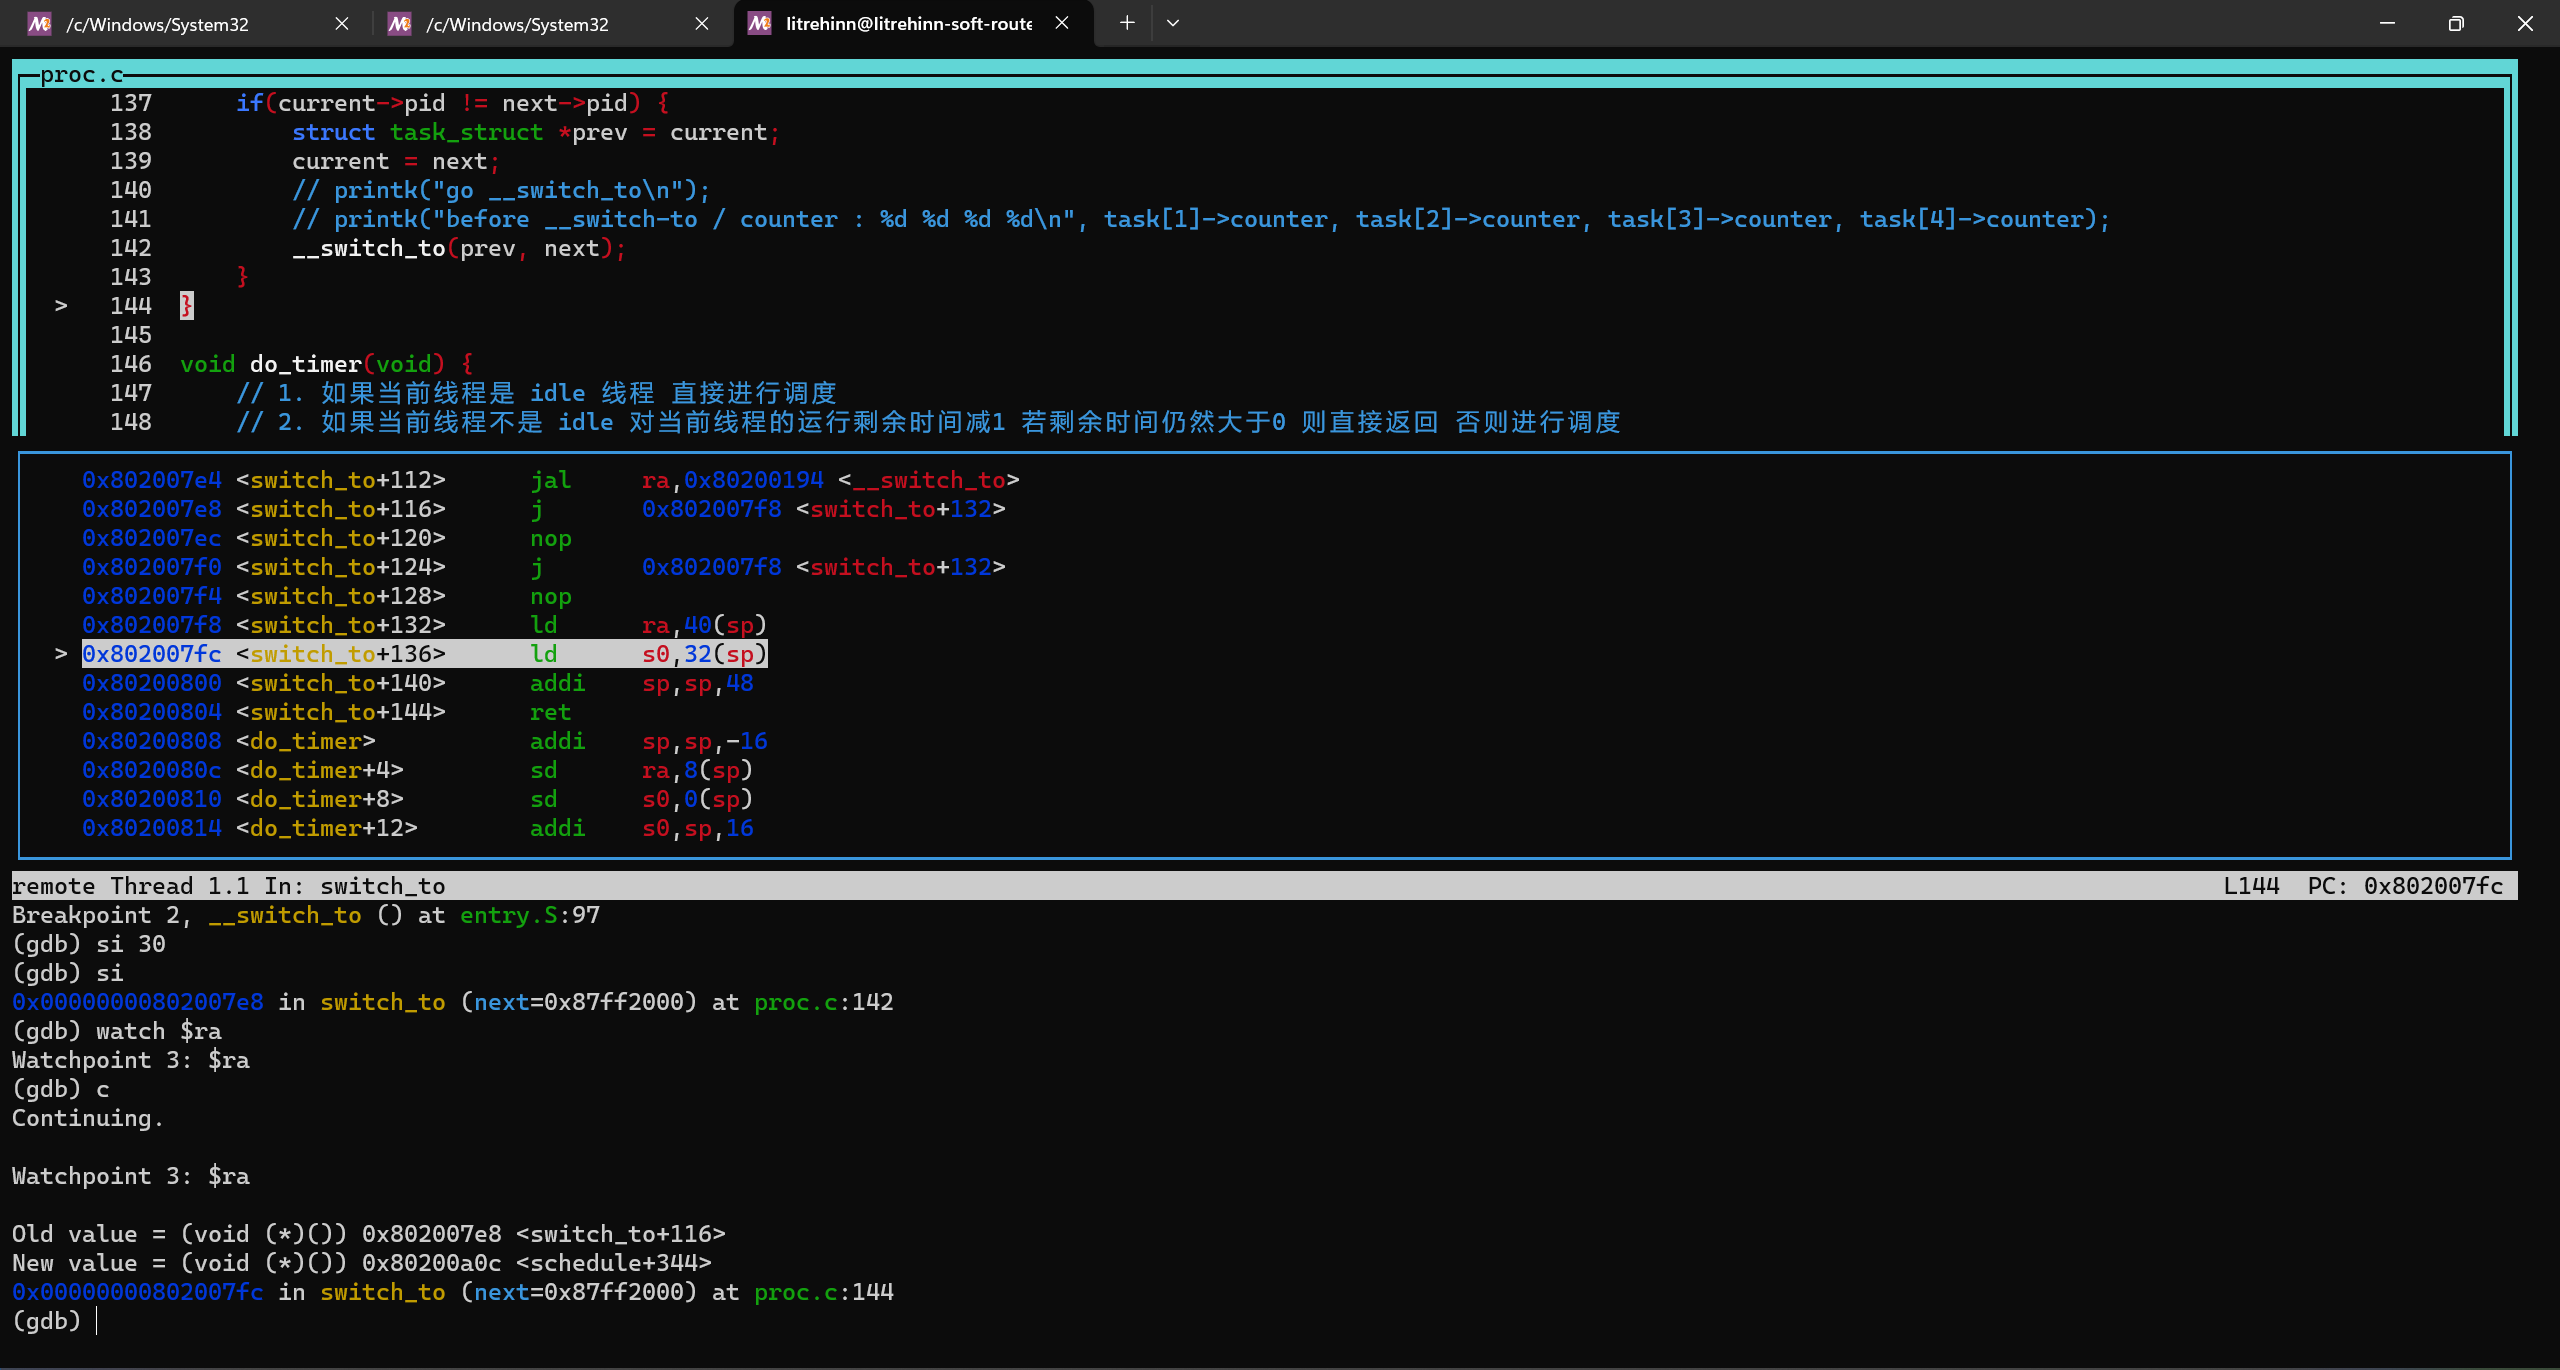 /c/Windows/System32
/c/Windows/System32
litrehinn@litrehinn-soft-route
proc.c
137 if(current->pid != next->pid) {
138 struct task_struct *prev = current;
139 current = next;
140 // printk("go __switch_to\n");
141 // printk("before __switch-to / counter : %d %d %d %d\n", task[1]->counter, task[2]->counter, task[3]->counter, task[4]->counter);
142 __switch_to(prev, next);
143 }
> 144 }
145
146 void do_timer(void) {
147 // 1. 如果当前线程是 idle 线程 直接进行调度
148 // 2. 如果当前线程不是 idle 对当前线程的运行剩余时间减1 若剩余时间仍然大于0 则直接返回 否则进行调度
0x802007e4 <switch_to+112> jal ra,0x80200194 <__switch_to>
0x802007e8 <switch_to+116> j 0x802007f8 <switch_to+132>
0x802007ec <switch_to+120> nop
0x802007f0 <switch_to+124> j 0x802007f8 <switch_to+132>
0x802007f4 <switch_to+128> nop
0x802007f8 <switch_to+132> ld ra,40(sp)
> 0x802007fc <switch_to+136> ld s0,32(sp)
0x80200800 <switch_to+140> addi sp,sp,48
0x80200804 <switch_to+144> ret
0x80200808 <do_timer> addi sp,sp,-16
0x8020080c <do_timer+4> sd ra,8(sp)
0x80200810 <do_timer+8> sd s0,0(sp)
0x80200814 <do_timer+12> addi s0,sp,16
remote Thread 1.1 In: switch_to L144 PC: 0x802007fc
Breakpoint 2, __switch_to () at entry.S:97
(gdb) si 30
(gdb) si
0x00000000802007e8 in switch_to (next=0x87ff2000) at proc.c:142
(gdb) watch $ra
Watchpoint 3: $ra
(gdb) c
Continuing.
Watchpoint 3: $ra
Old value = (void (*)()) 0x802007e8 <switch_to+116>
New value = (void (*)()) 0x80200a0c <schedule+344>
0x00000000802007fc in switch_to (next=0x87ff2000) at proc.c:144
(gdb)